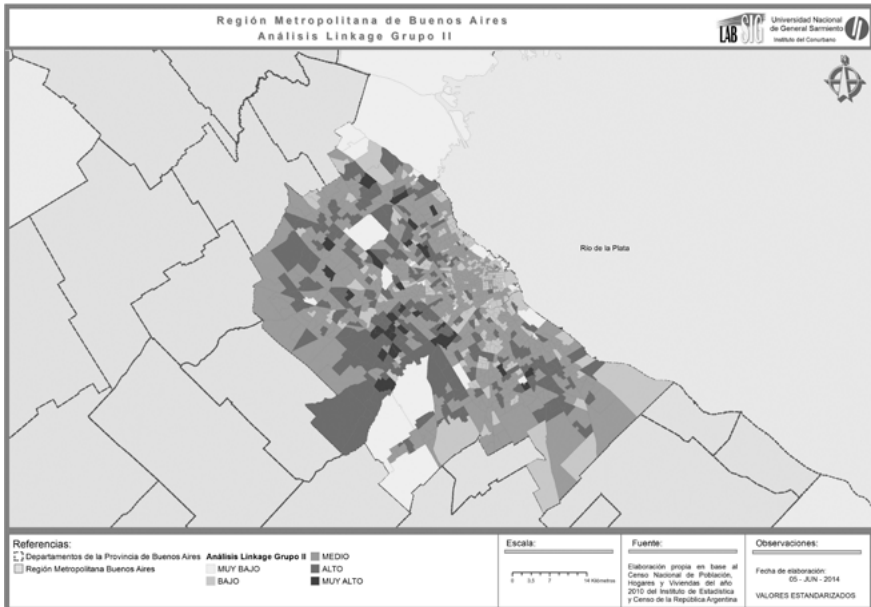 Región Metropolitana de Buenos Aires
Análisis Linkage Grupo II
LAB SIG
Universidad Nacional
de General Sarmiento
Instituto del Conurbano
Río de la Plata
Referencias:
Departamentos de la Provincia de Buenos Aires
Región Metropolitana Buenos Aires
Análisis Linkage Grupo II
MUY BAJO
BAJO
MEDIO
ALTO
MUY ALTO
Escala:
0 3,5 7 14 Kilómetros
Fuente:
Elaboración propia en base al
Censo Nacional de Población,
Hogares y Viviendas del año
2010 del Instituto de Estadística
y Censo de la República Argentina
Observaciones:
Fecha de elaboración:
05 - JUN - 2014
VALORES ESTANDARIZADOS